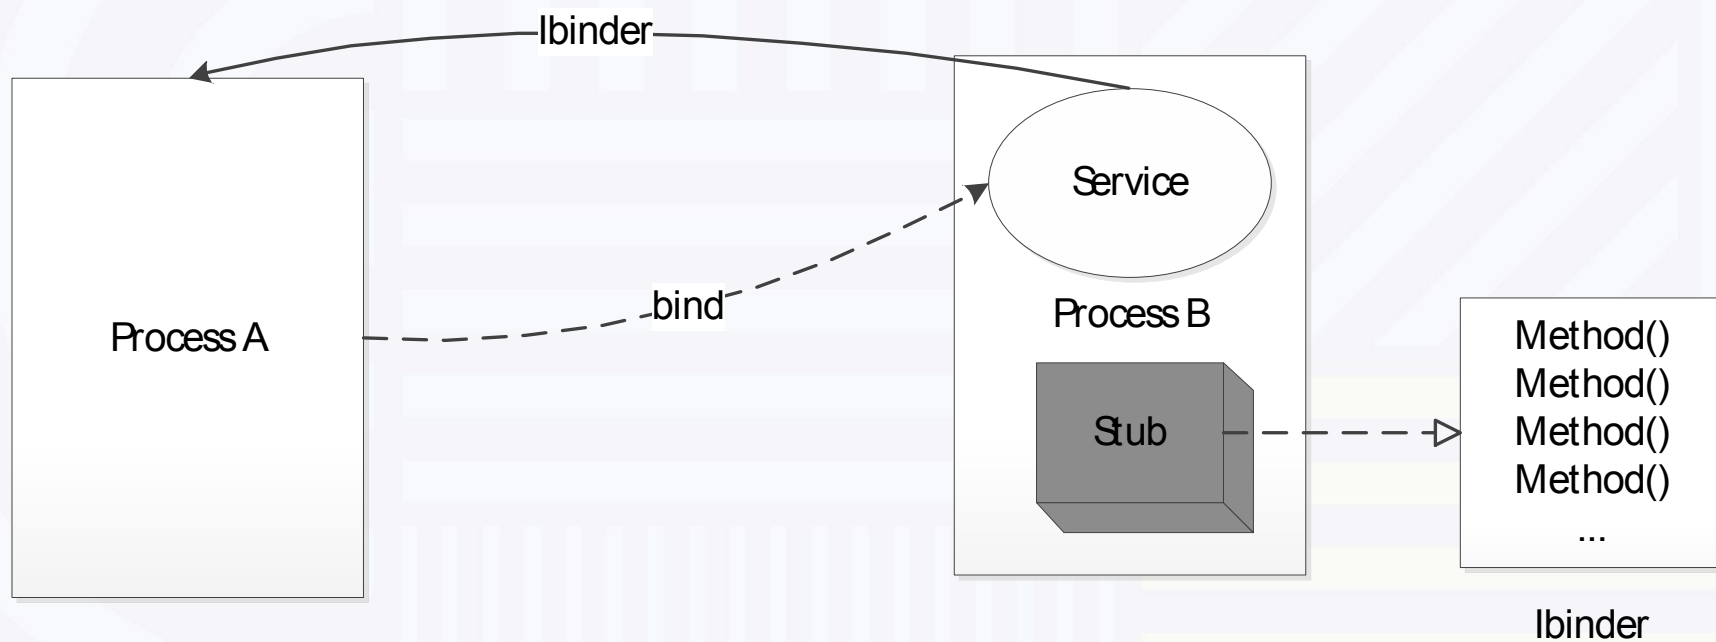 Ibinder
Service
bind
Process B
Process A
Stub
Method()
Method()
Method()
Method()
...
Ibinder